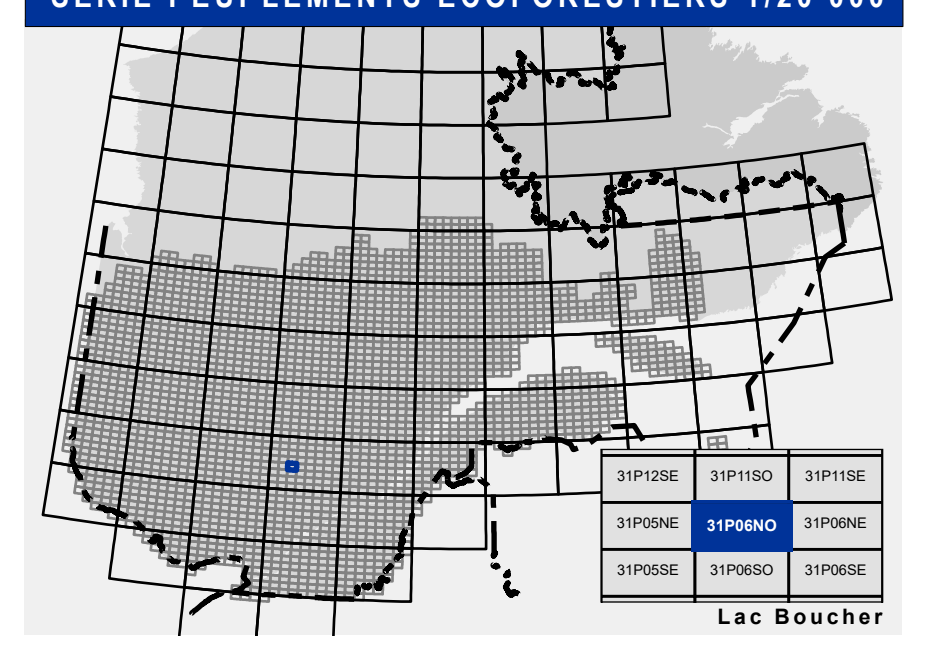 SÉRIE PEUPLEMENTS ÉCOFORESTIERS 1/20 000
31P12SE 31P11SO 31P11SE
31P05NE 31P06NO 31P06NE
31P05SE 31P06SO 31P06SE
Lac Boucher